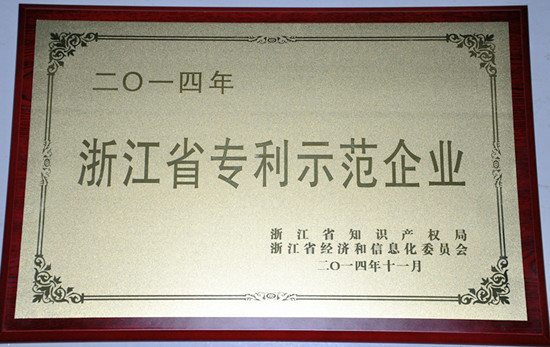 二〇一四年
浙江省专利示范企业
浙江省知识产权局
浙江省经济和信息化委员会
二〇一四年十一月